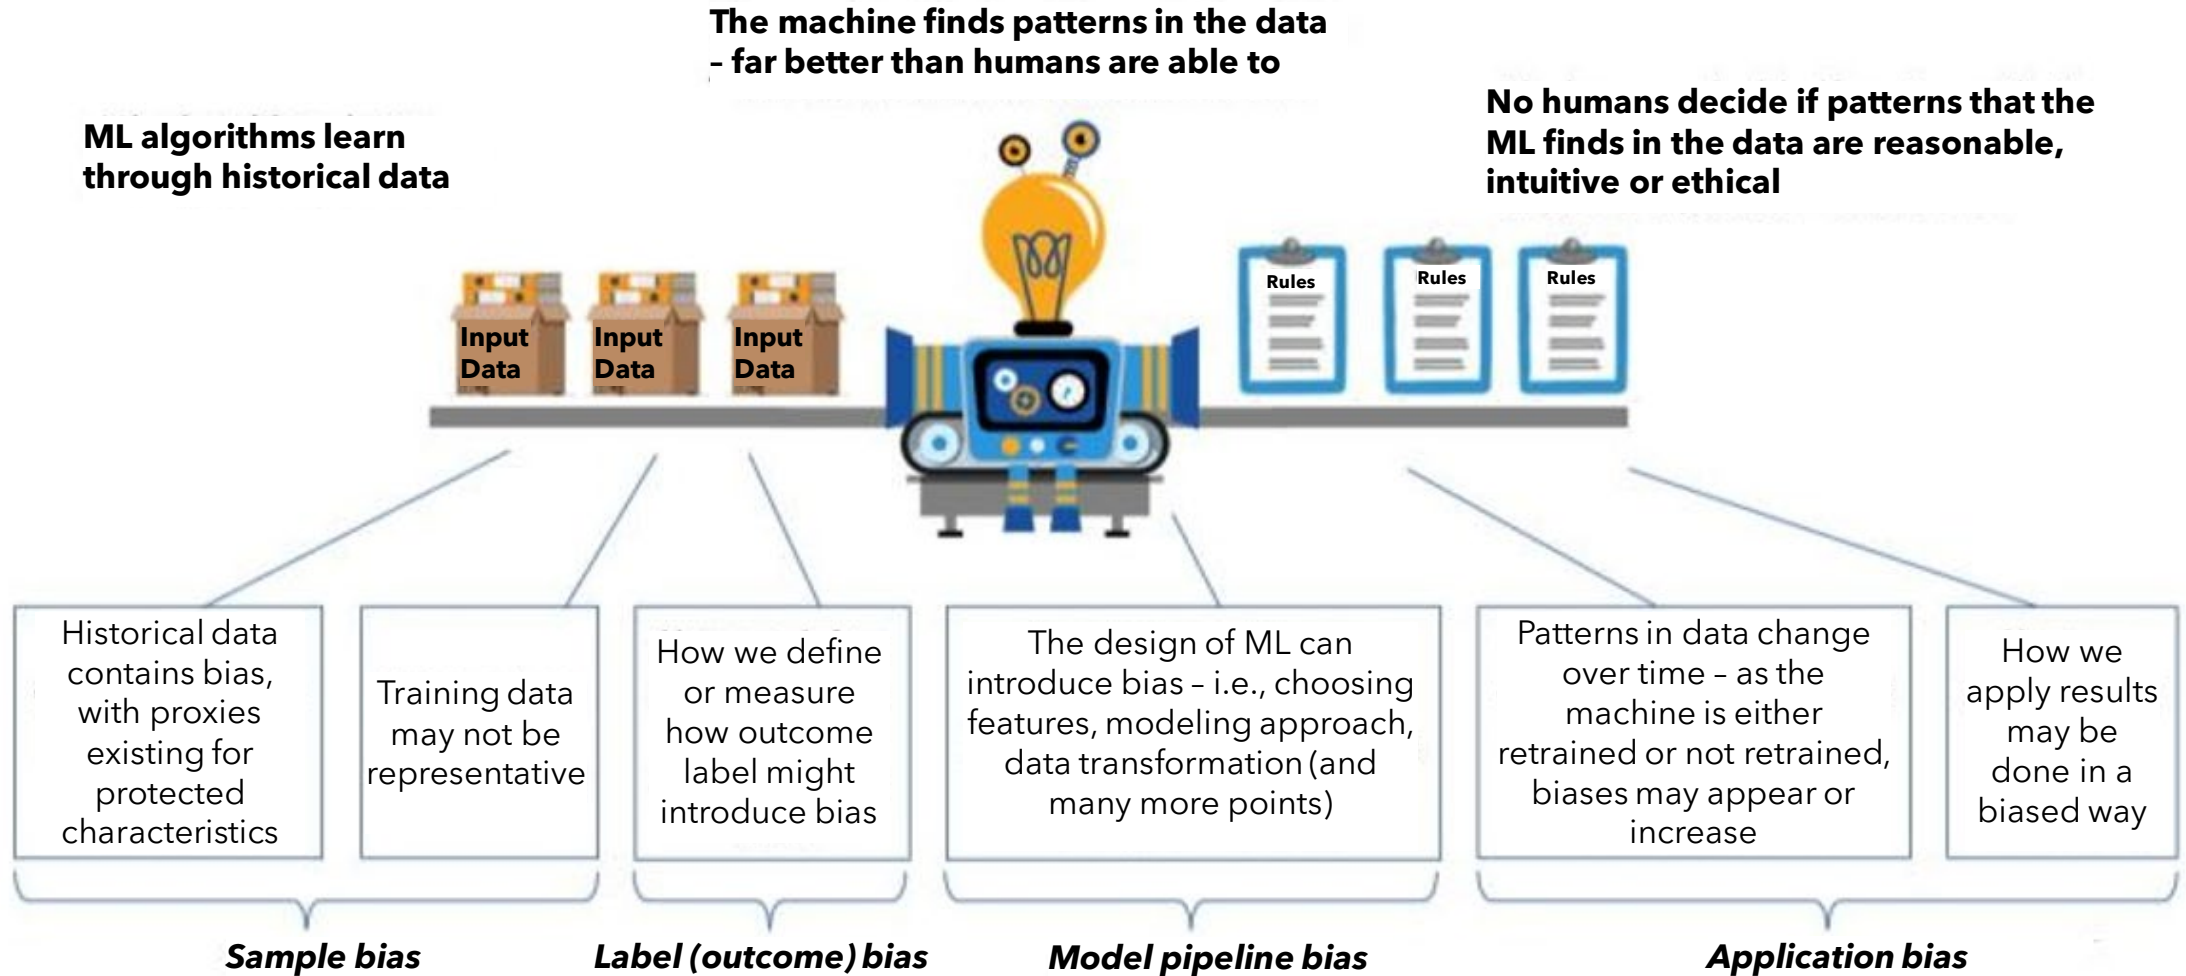 The machine finds patterns in the data
– far better than humans are able to
ML algorithms learn
through historical data
No humans decide if patterns that the
ML finds in the data are reasonable,
intuitive or ethical
Input
Data
Input
Data
Input
Data
Rules
Rules
Rules
Historical data
contains bias,
with proxies
existing for
protected
characteristics
Training data
may not be
representative
How we define
or measure
how outcome
label might
introduce bias
The design of ML can
introduce bias – i.e., choosing
features, modeling approach,
data transformation (and
many more points)
Patterns in data change
over time – as the
machine is either
retrained or not retrained,
biases may appear or
increase
How we
apply results
may be
done in a
biased way
Sample bias
Label (outcome) bias
Model pipeline bias
Application bias